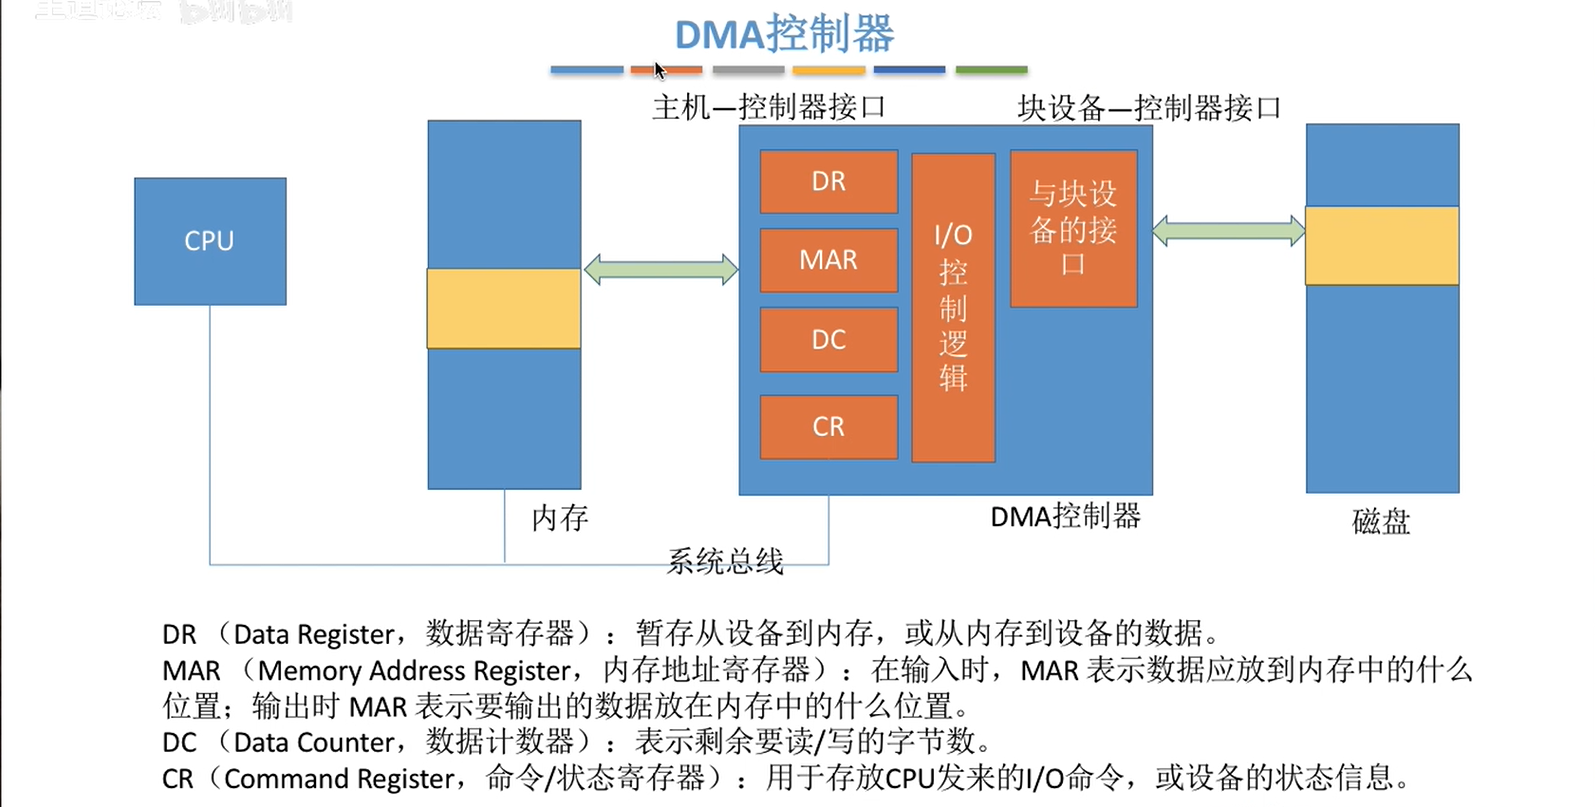 DMA控制器
主机—控制器接口
块设备—控制器接口
CPU
DR
MAR
DC
CR
I/O
控
制
逻
辑
与块设
备的接
口
内存
DMA控制器
磁盘
系统总线
DR （Data Register，数据寄存器）：暂存从设备到内存，或从内存到设备的数据。
MAR （Memory Address Register，内存地址寄存器）：在输入时，MAR 表示数据应放到内存中的什么
位置；输出时 MAR 表示要输出的数据放在内存中的什么位置。
DC （Data Counter，数据计数器）：表示剩余要读/写的字节数。
CR（Command Register，命令/状态寄存器）：用于存放CPU发来的I/O命令，或设备的状态信息。